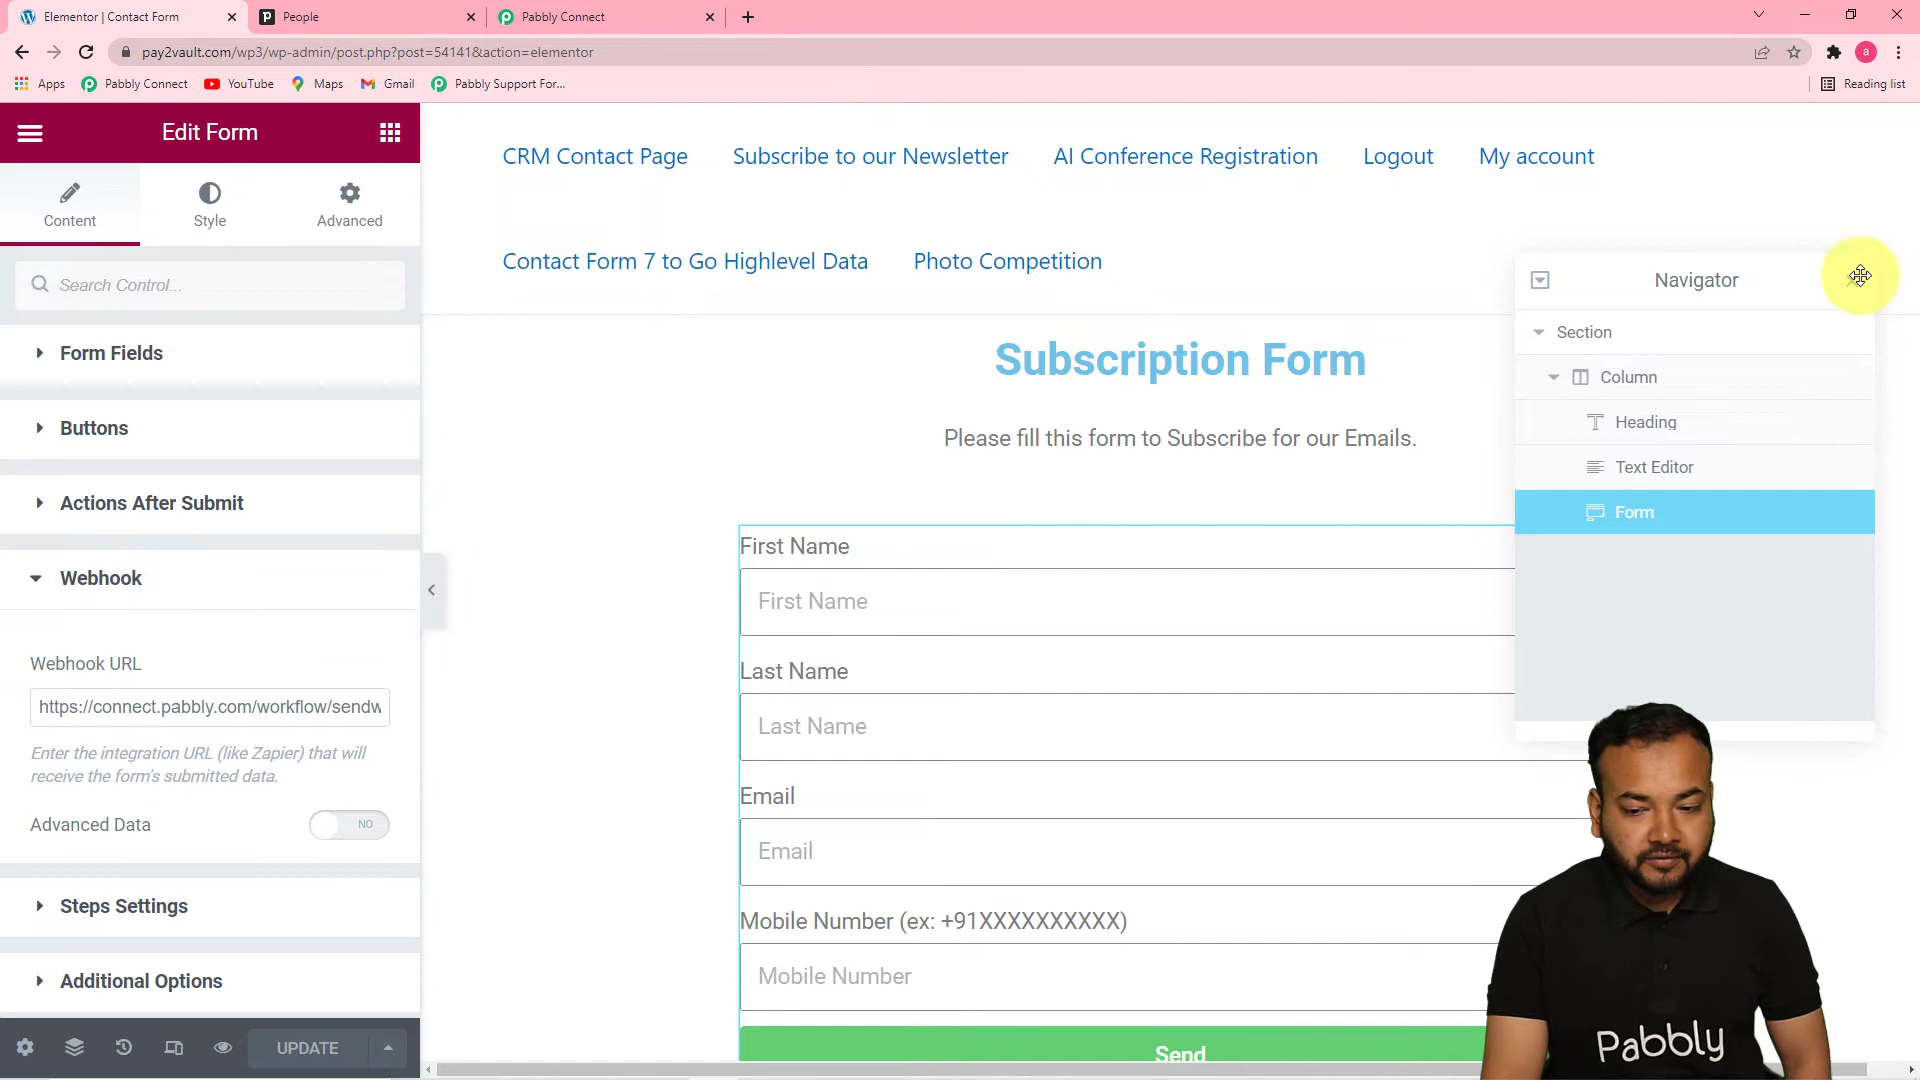 Elementor | Contact Form
People
Pabbly Connect
pay2vault.com/wp3/wp-admin/post.php?post=54141&action=elementor
a
Apps
Pabbly Connect
YouTube
Maps
Gmail
Pabbly Support For...
Reading list
Edit Form
Content
Style
Advanced
Search Control...
Form Fields
Buttons
Actions After Submit
Webhook
Webhook URL
https://connect.pabbly.com/workflow/sendw
Enter the integration URL (like Zapier) that will
receive the form's submitted data.
Advanced Data
NO
Steps Settings
Additional Options
UPDATE
CRM Contact Page
Subscribe to our Newsletter
AI Conference Registration
Logout
My account
Contact Form 7 to Go Highlevel Data
Photo Competition
Subscription Form
Please fill this form to Subscribe for our Emails.
First Name
First Name
Last Name
Last Name
Email
Email
Mobile Number (ex: +91XXXXXXXXXX)
Mobile Number
Send
Navigator
Section
Column
Heading
Text Editor
Form
Pabbly